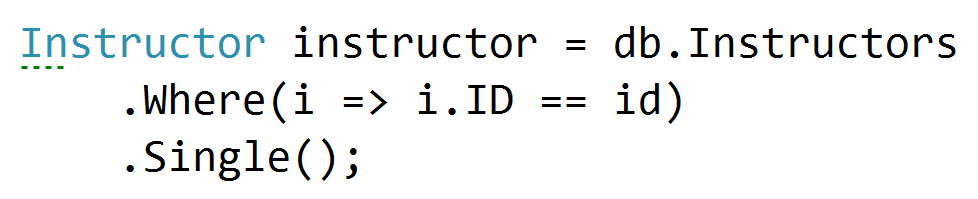 Instructor instructor = db.Instructors
    .Where(i => i.ID == id)
    .Single();